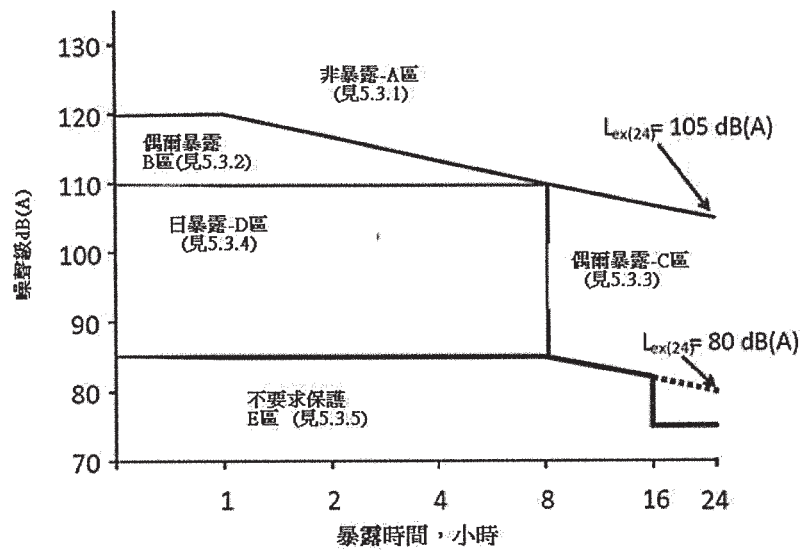 130
120
110
100
90
80
70
噪聲級dB(A)
非暴露-A區
(見5.3.1)
偶爾暴露
B區(見5.3.2)
Lex(24)= 105 dB(A)
日暴露-D區
(見5.3.4)
偶爾暴露-C區
(見5.3.3)
Lex(24)= 80 dB(A)
不要求保護
E區 (見5.3.5)
1 2 4 8 16 24
暴露時間，小時